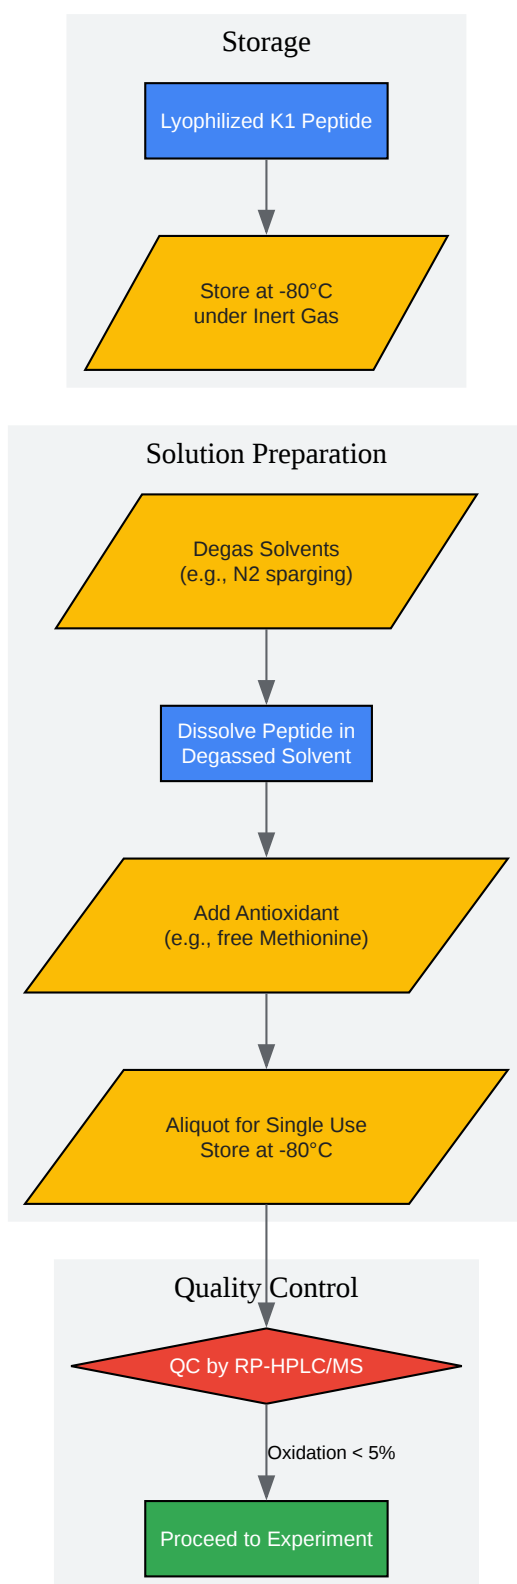 Storage
Lyophilized K1 Peptide
Store at -80°C
under Inert Gas
Solution Preparation
Degas Solvents
(e.g., N2 sparging)
Dissolve Peptide in
Degassed Solvent
Add Antioxidant
(e.g., free Methionine)
Aliquot for Single Use
Store at -80°C
Quality Control
QC by RP-HPLC/MS
Oxidation < 5%
Proceed to Experiment